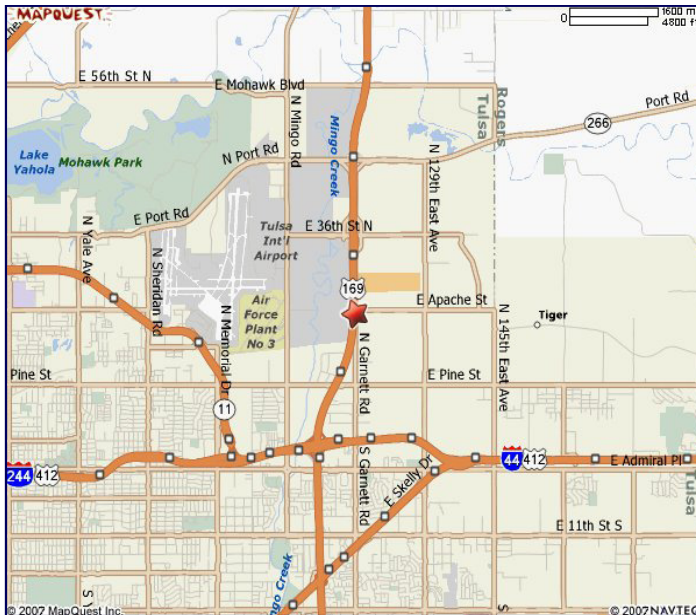 MAPQUEST
0 1600 m
4800 ft
E 56th St N
E Mohawk Blvd
Rogers
Tulsa
Port Rd
266
Lake
Yahola
Mohawk Park
N Port Rd
N Mingo Rd
Mingo Creek
N 129th East Ave
E Port Rd
E 36th St N
N Yale Ave
N Sheridan Rd
Tulsa
Int'l
Airport
169
Air
Force
Plant
No 3
E Apache St
N Memorial Dr
N Garnett Rd
N 145th East Ave
Tiger
Pine St
E Pine St
11
244 412
S Garnett Rd
E Skelly Dr
44 412
E Admiral Pl
Tulsa
E 11th St S
Mingo Creek
S
S
© 2007 MapQuest Inc.
© 2007 NAVTEQ